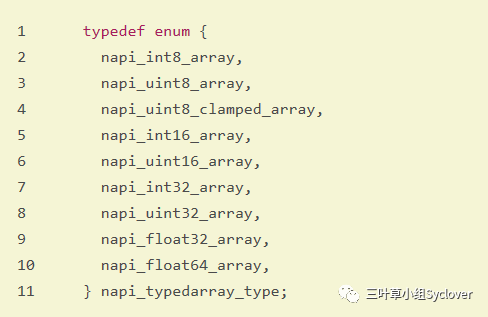 1 typedef enum {
2 napi_int8_array,
3 napi_uint8_array,
4 napi_uint8_clamped_array,
5 napi_int16_array,
6 napi_uint16_array,
7 napi_int32_array,
8 napi_uint32_array,
9 napi_float32_array,
10 napi_float64_array,
11 } napi_typedarray_type;
三叶草小组Syclover